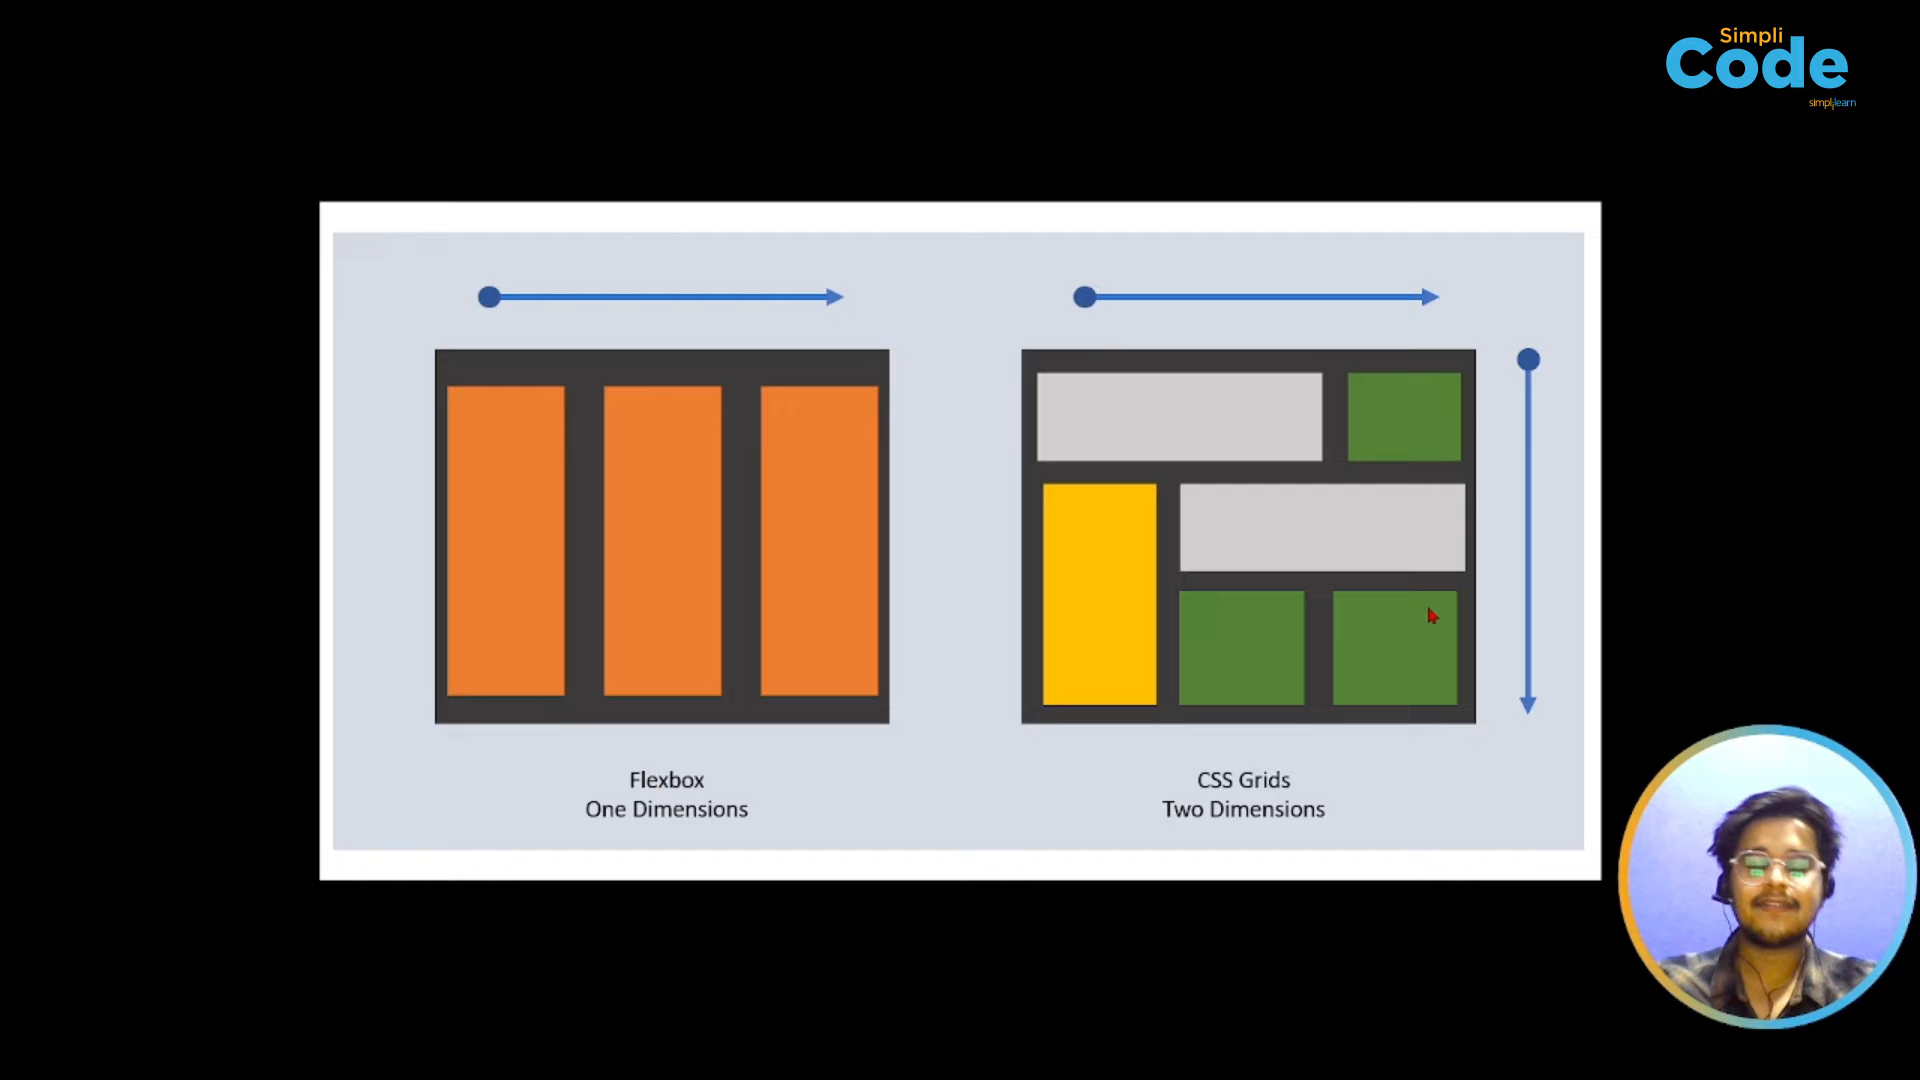 Simpli
Code
simplilearn
Flexbox
One Dimensions
CSS Grids
Two Dimensions